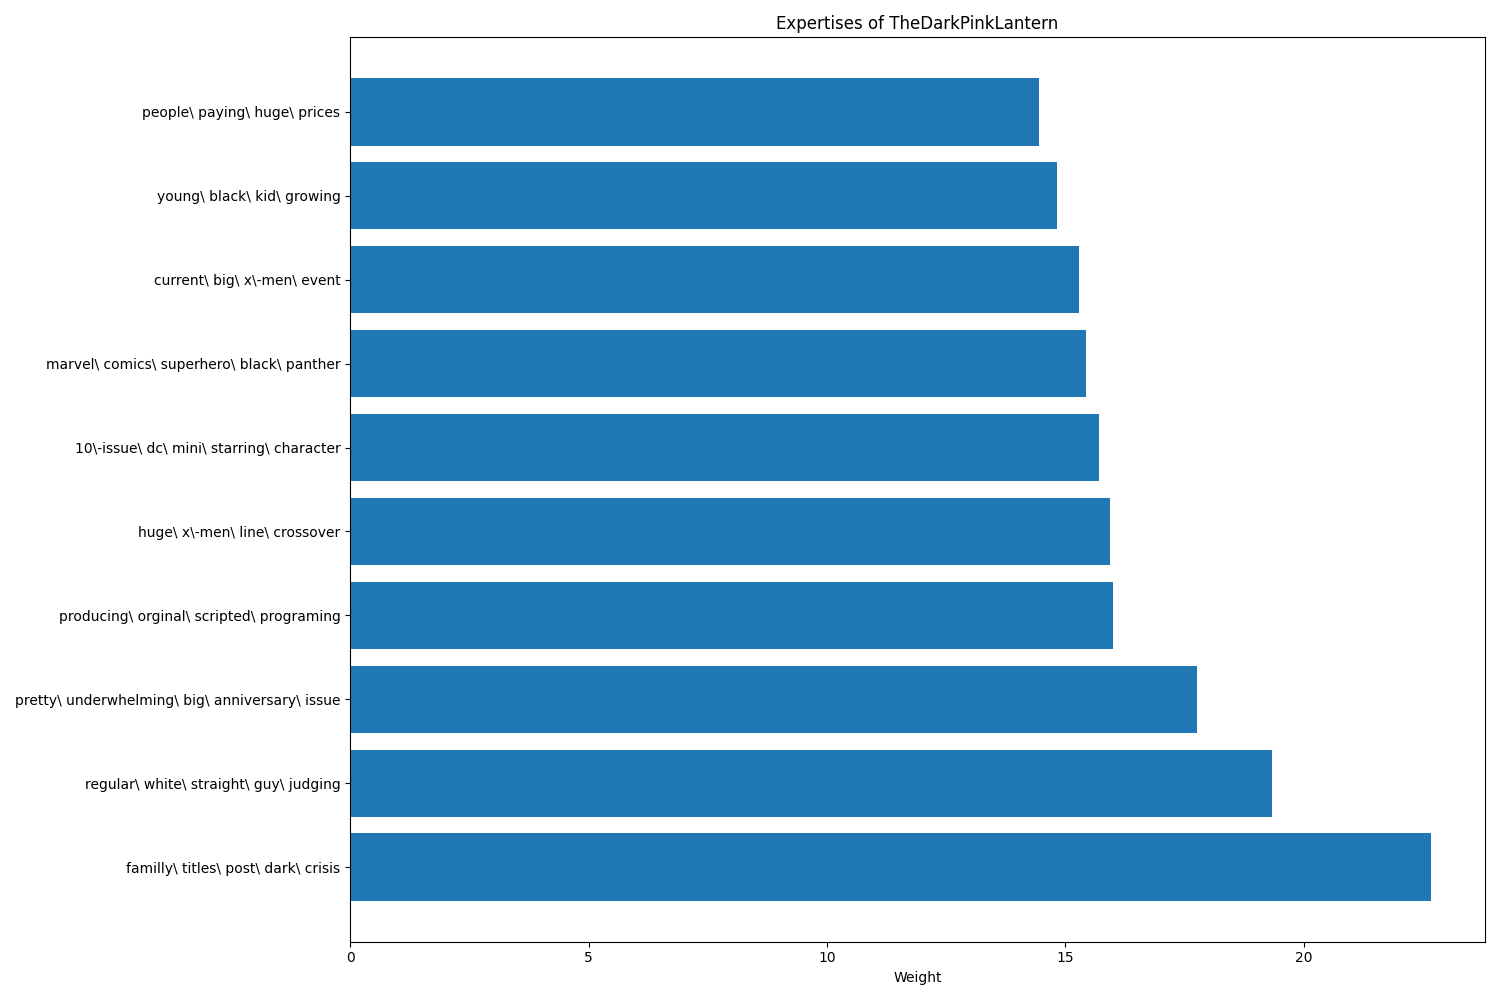 Expertises of TheDarkPinkLantern
people\ paying\ huge\ prices
young\ black\ kid\ growing
current\ big\ x\-men\ event
marvel\ comics\ superhero\ black\ panther
10\-issue\ dc\ mini\ starring\ character
huge\ x\-men\ line\ crossover
producing\ orginal\ scripted\ programing
pretty\ underwhelming\ big\ anniversary\ issue
regular\ white\ straight\ guy\ judging
familly\ titles\ post\ dark\ crisis
0 5 10 15 20
Weight